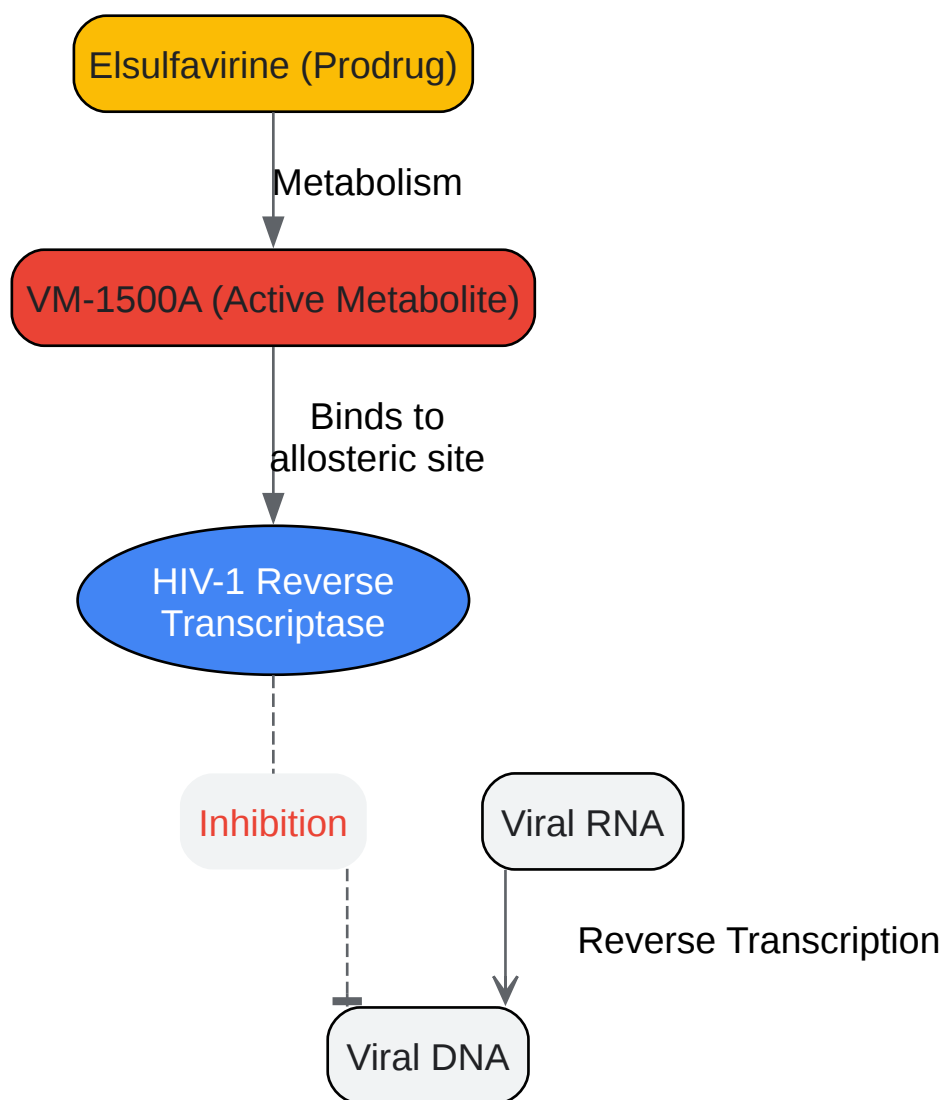 Elsulfavirine (Prodrug)
Metabolism
VM-1500A (Active Metabolite)
Binds to
allosteric site
HIV-1 Reverse
Transcriptase
Inhibition
Viral RNA
Reverse Transcription
Viral DNA